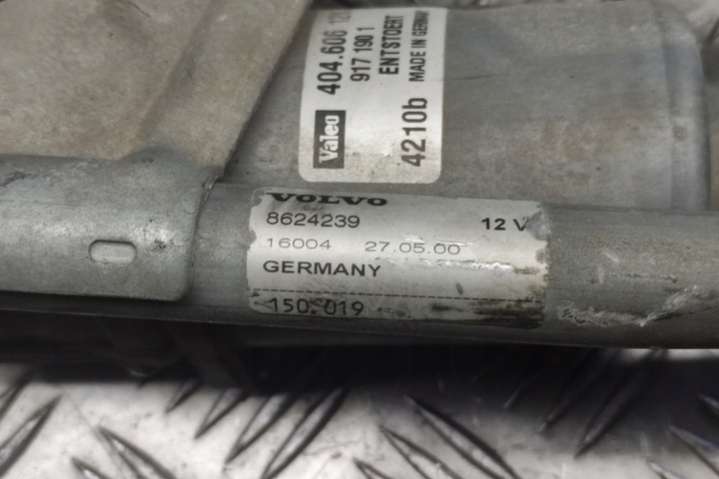 Valeo
404.606 12V
917 190 1
ENTSTOERT
MADE IN GERMANY
4210b
VOLVO
8624239 12 V
16004 27.05.00
GERMANY
150.019